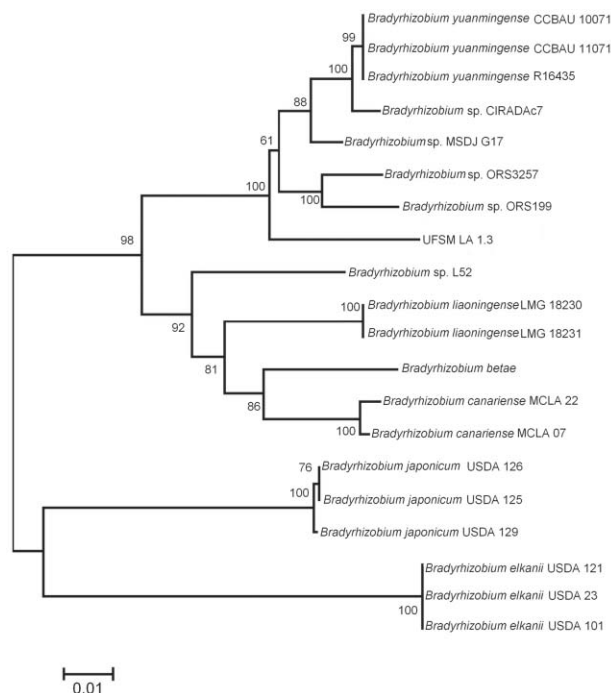 Bradyrhizobium yuanmingense CCBAU 10071
99
Bradyrhizobium yuanmingense CCBAU 11071
100
Bradyrhizobium yuanmingense R16435
88
Bradyrhizobium sp. CIRADAc7
61
Bradyrhizobium sp. MSDJ G17
Bradyrhizobium sp. ORS3257
100
100
Bradyrhizobium sp. ORS199
98
UFSM LA 1.3
Bradyrhizobium sp. L52
92
100
Bradyrhizobium liaoningense LMG 18230
Bradyrhizobium liaoningense LMG 18231
81
Bradyrhizobium betae
86
Bradyrhizobium canariense MCLA 22
100
Bradyrhizobium canariense MCLA 07
76
Bradyrhizobium japonicum USDA 126
100
Bradyrhizobium japonicum USDA 125
Bradyrhizobium japonicum USDA 129
Bradyrhizobium elkanii USDA 121
Bradyrhizobium elkanii USDA 23
100
Bradyrhizobium elkanii USDA 101
0.01